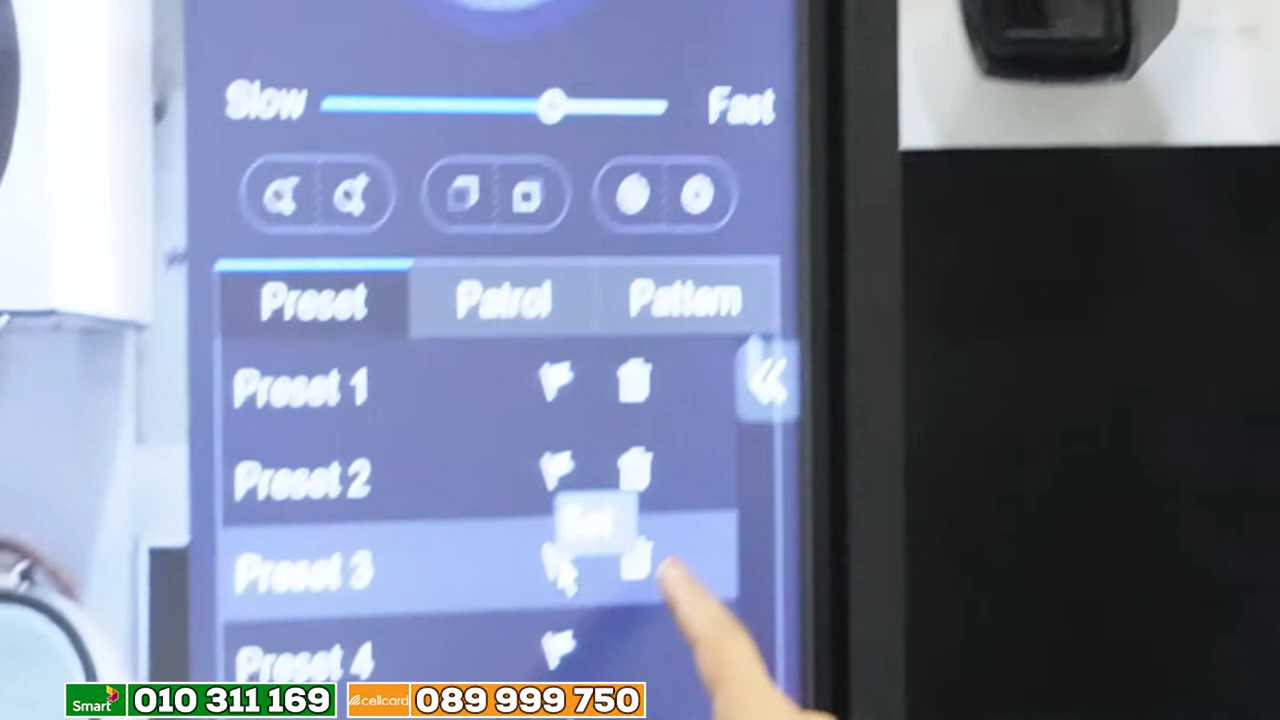 Slow Fast
Preset Patrol Pattern
Preset 1
Preset 2
Set
Preset 3
Preset 4
Smart 010 311 169 cellcard 089 999 750